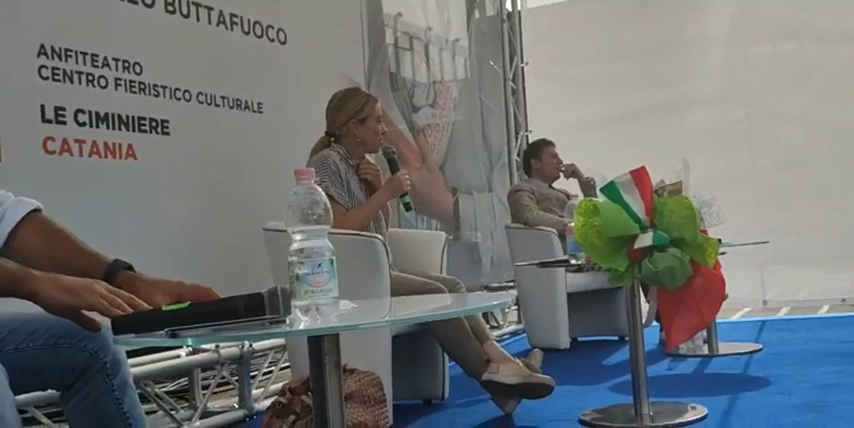 BUTTAFUOCO
ANFITEATRO
CENTRO FIERISTICO CULTURALE
LE CIMINIERE
CATANIA